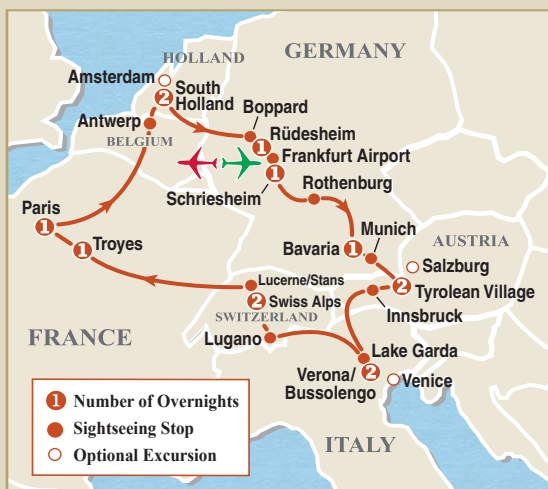 HOLLAND
GERMANY
Amsterdam
2
South
Holland
Antwerp
BELGIUM
Boppard
1
Rüdesheim
Frankfurt Airport
1
Schriesheim
Rothenburg
Paris
1
1
Troyes
Munich
Bavaria
1
AUSTRIA
Salzburg
2
Tyrolean Village
Innsbruck
Lucerne/Stans
2
Swiss Alps
SWITZERLAND
Lugano
FRANCE
Lake Garda
Verona/
Bussolengo
2
Venice
ITALY
1 Number of Overnights
Sightseeing Stop
Optional Excursion